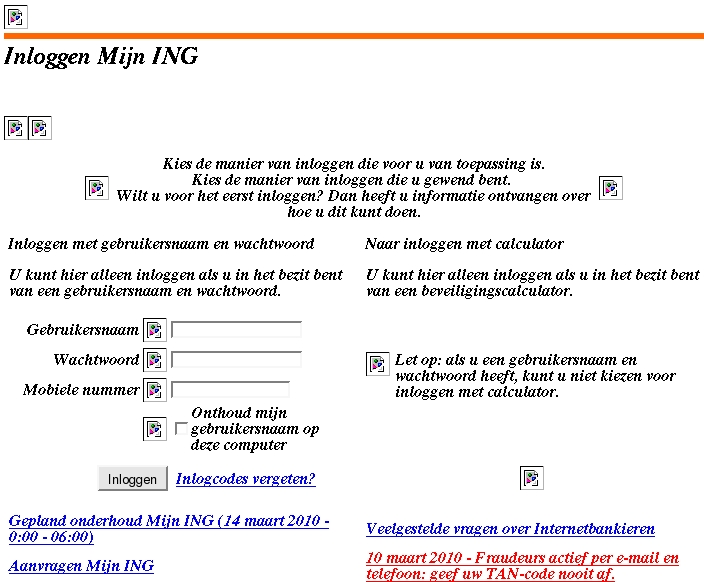 Inloggen Mijn ING
Kies de manier van inloggen die voor u van toepassing is.
Kies de manier van inloggen die u gewend bent.
Wilt u voor het eerst inloggen? Dan heeft u informatie ontvangen over
hoe u dit kunt doen.
Inloggen met gebruikersnaam en wachtwoord
U kunt hier alleen inloggen als u in het bezit bent
van een gebruikersnaam en wachtwoord.
Gebruikersnaam
Wachtwoord
Mobiele nummer
Onthoud mijn
gebruikersnaam op
deze computer
Inloggen Inlogcodes vergeten?
Gepland onderhoud Mijn ING (14 maart 2010 -
0:00 - 06:00)
Aanvragen Mijn ING
Naar inloggen met calculator
U kunt hier alleen inloggen als u in het bezit bent
van een beveiligingscalculator.
Let op: als u een gebruikersnaam en
wachtwoord heeft, kunt u niet kiezen voor
inloggen met calculator.
Veelgestelde vragen over Internetbankieren
10 maart 2010 - Fraudeurs actief per e-mail en
telefoon: geef uw TAN-code nooit af.